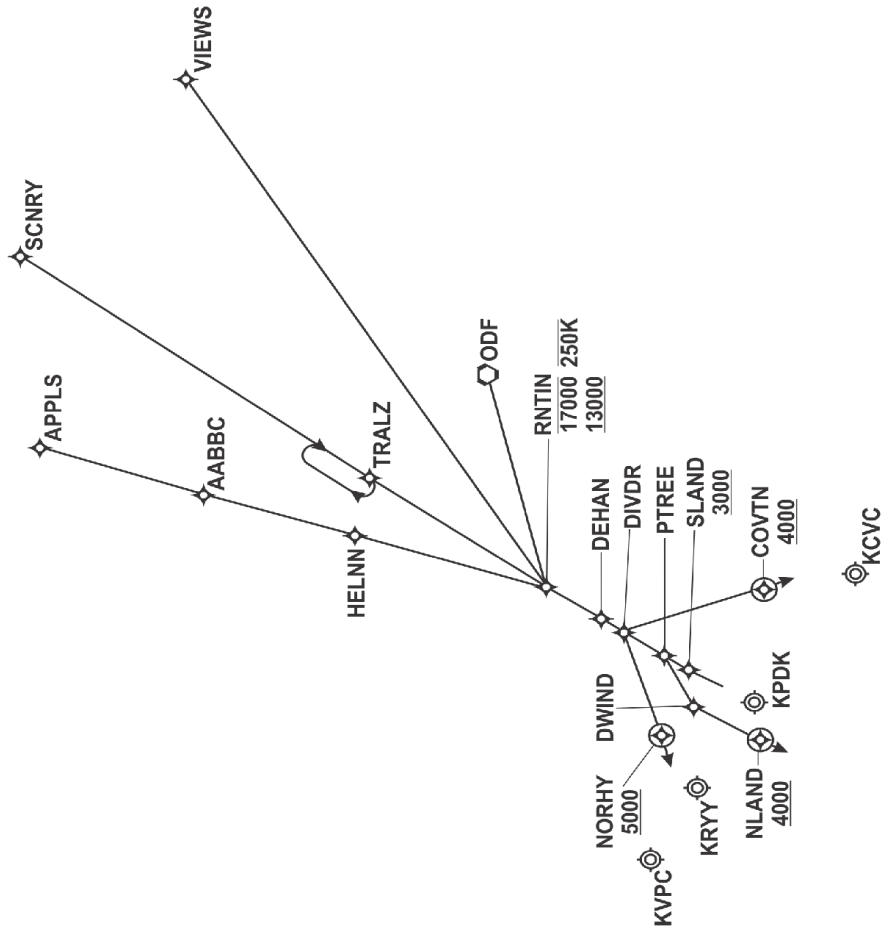 VIEWS
SCNRY
APPLS
AABBC
TRALZ
HELNN
ODF
RNTIN
17000 250K
13000
DEHAN
DIVDR
PTREE
SLAND
3000
COVTN
4000
KCVC
DWIND
KPDK
NORHY
5000
KRYY
NLAND
4000
KVPC